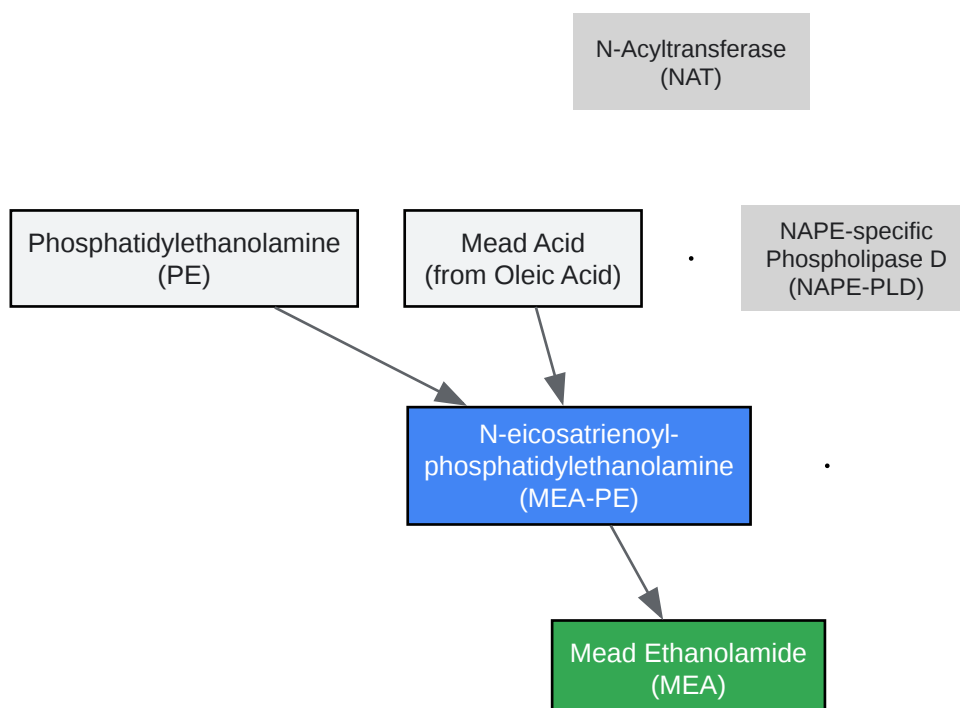 N-Acyltransferase
(NAT)
Phosphatidylethanolamine
(PE)
Mead Acid
(from Oleic Acid)
NAPE-specific
Phospholipase D
(NAPE-PLD)
N-eicosatrienoyl-
phosphatidylethanolamine
(MEA-PE)
Mead Ethanolamide
(MEA)